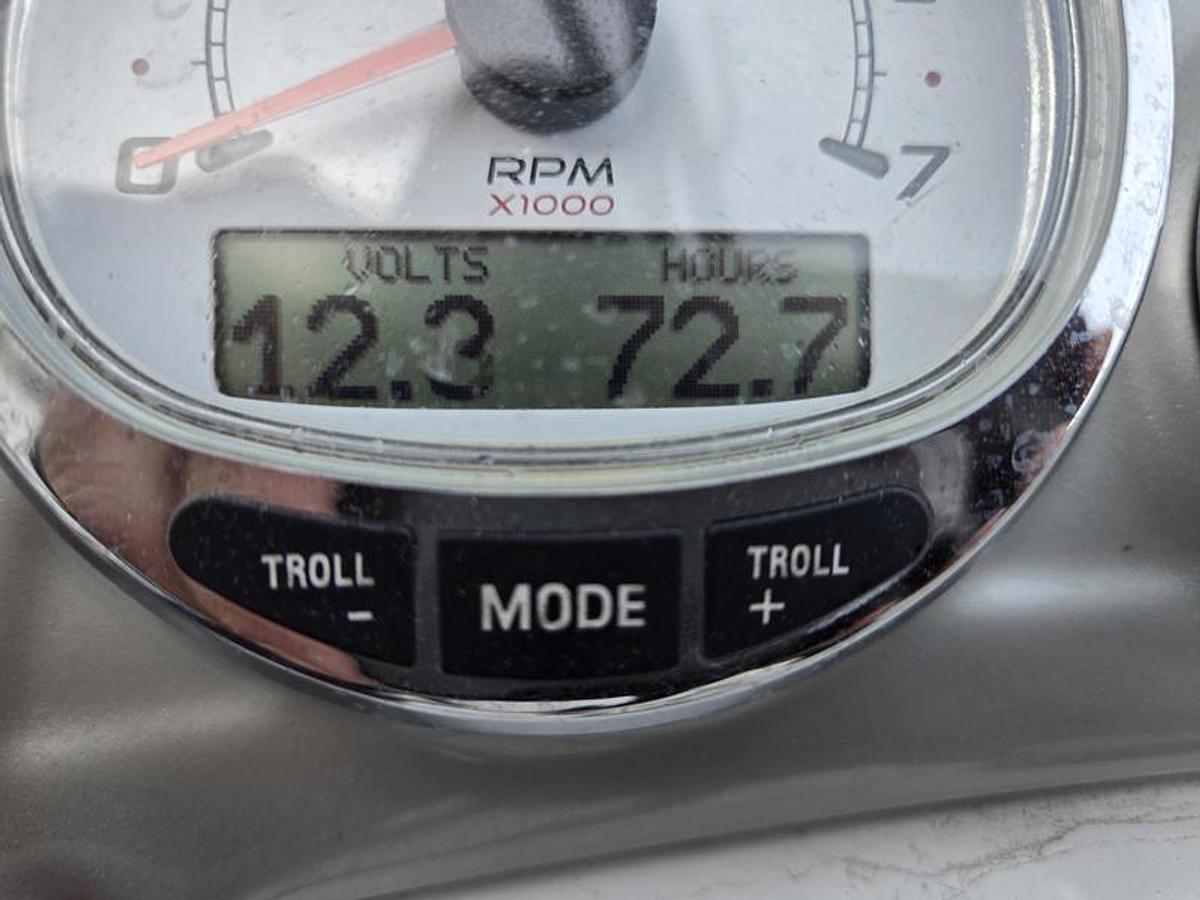 0
7
RPM
X1000
VOLTS HOURS
12.3 72.7
TROLL
-
MODE
TROLL
+